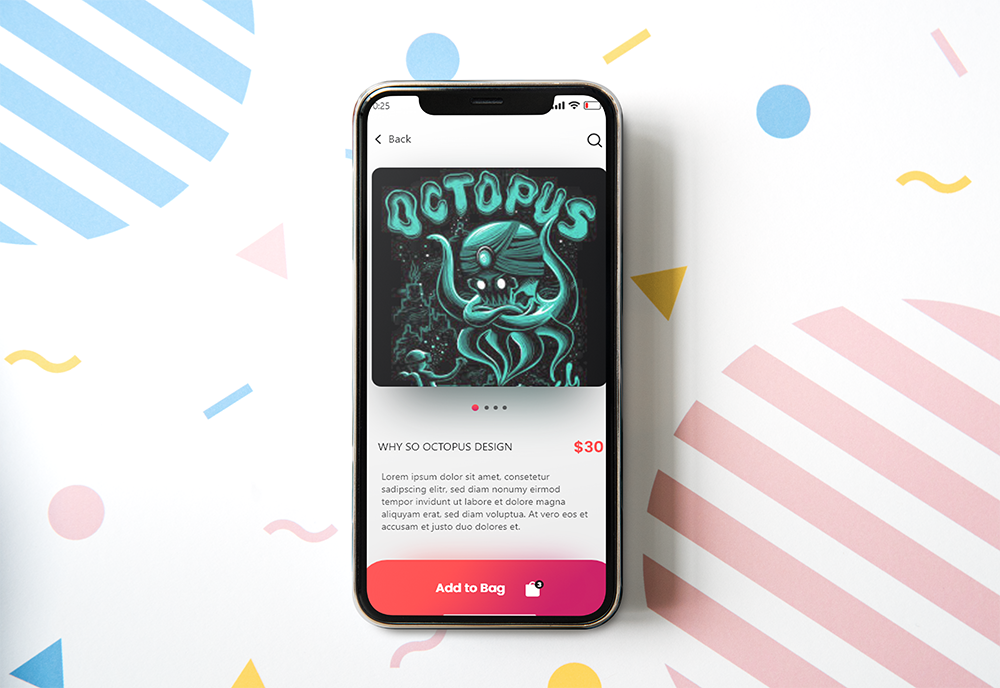 0:25
Back
OCTOPUS
WHY SO OCTOPUS DESIGN
$30
Lorem ipsum dolor sit amet, consetetur
sadipscing elitr, sed diam nonumy eirmod
tempor invidunt ut labore et dolore magna
aliquyam erat, sed diam voluptua. At vero eos et
accusam et justo duo dolores et.
Add to Bag
3